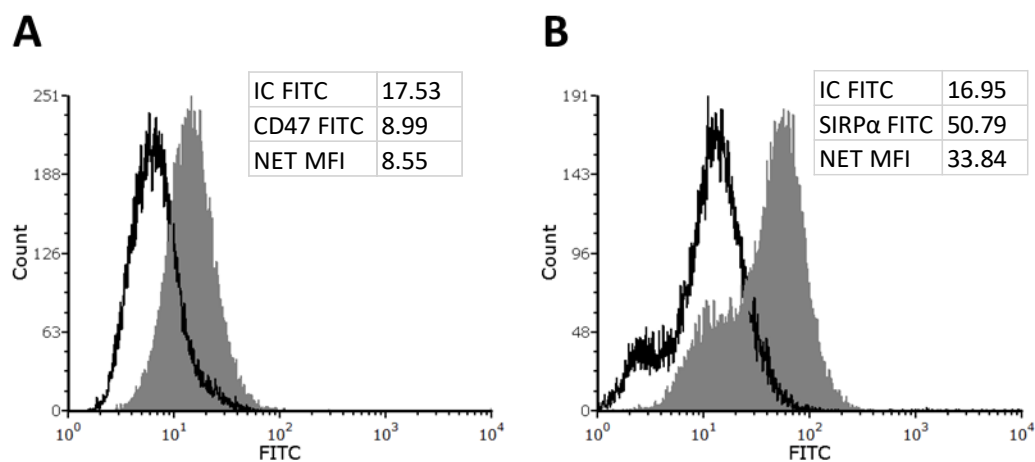 A
IC FITC 17.53
CD47 FITC 8.99
NET MFI 8.55
251
188
126
63
0
Count
10^0 10^1 10^2 10^3 10^4
FITC
B
IC FITC 16.95
SIRPα FITC 50.79
NET MFI 33.84
191
143
96
48
0
Count
10^0 10^1 10^2 10^3 10^4
FITC